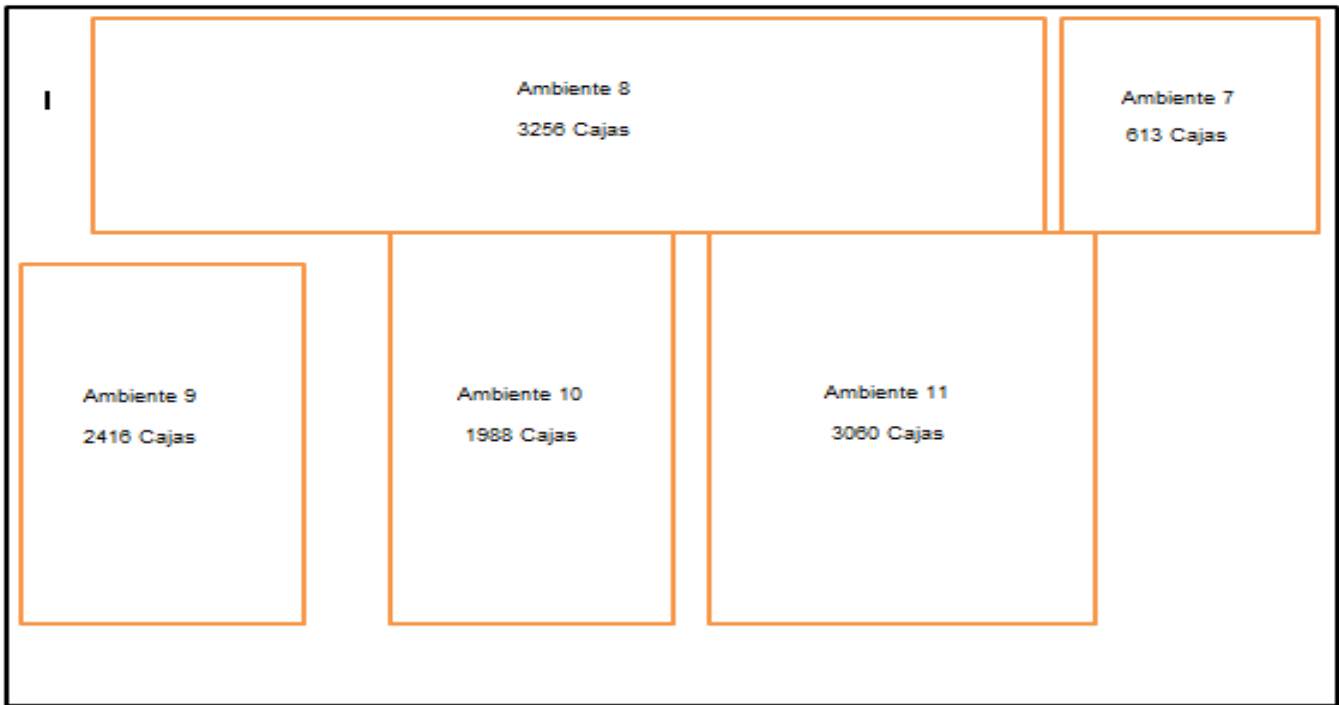 I
Ambiente 8
3256 Cajas
Ambiente 7
613 Cajas
Ambiente 9
2416 Cajas
Ambiente 10
1988 Cajas
Ambiente 11
3060 Cajas